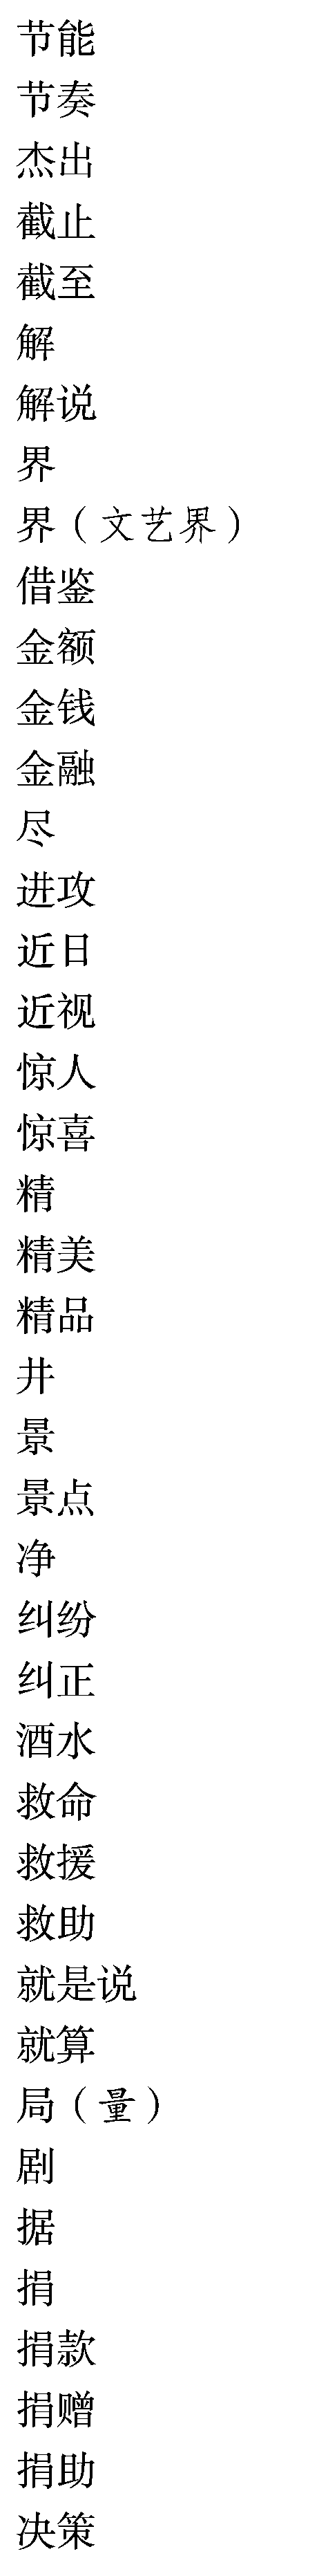 节能
节奏
杰出
截止
截至
解
解说
界
界（文艺界）
借鉴
金额
金钱
金融
尽
进攻
近日
近视
惊人
惊喜
精
精美
精品
井
景
景点
净
纠纷
纠正
酒水
救命
救援
救助
就是说
就算
局（量）
剧
据
捐
捐款
捐赠
捐助
决策